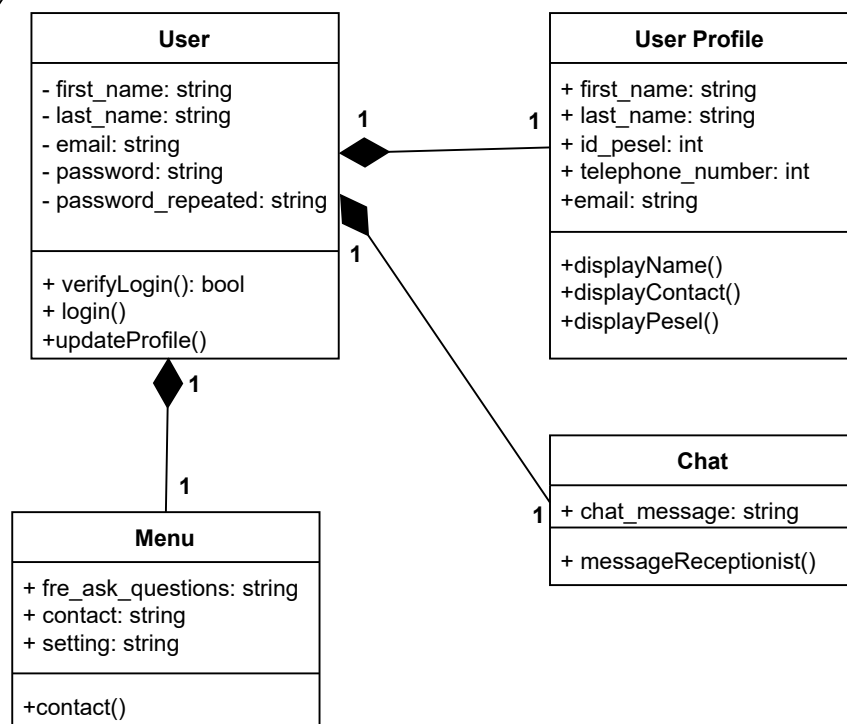 User
- first_name: string
- last_name: string
- email: string
- password: string
- password_repeated: string
+ verifyLogin(): bool
+ login()
+updateProfile()
1
1
User Profile
+ first_name: string
+ last_name: string
+ id_pesel: int
+ telephone_number: int
+email: string
+displayName()
+displayContact()
+displayPesel()
1
1
Chat
+ chat_message: string
+ messageReceptionist()
1
1
Menu
+ fre_ask_questions: string
+ contact: string
+ setting: string
+contact()